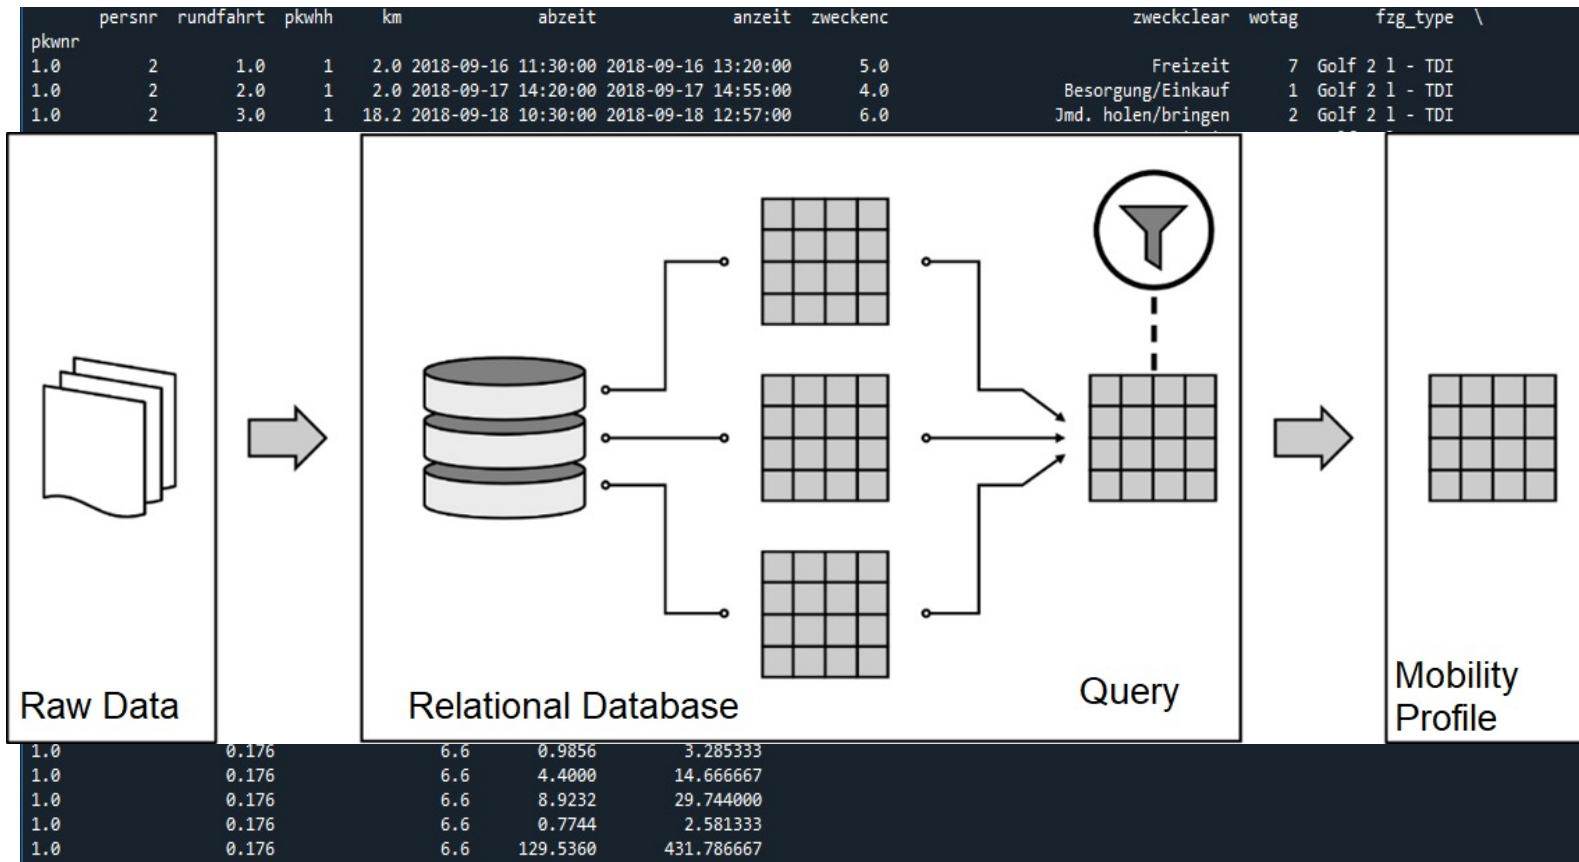 persnr rundfahrt pkwhh km abzeit anzeit zweckenc zweckclear wotag fzg_type \
pkwnr
1.0 2 1.0 1 2.0 2018-09-16 11:30:00 2018-09-16 13:20:00 5.0 Freizeit 7 Golf 2 l - TDI
1.0 2 2.0 1 2.0 2018-09-17 14:20:00 2018-09-17 14:55:00 4.0 Besorgung/Einkauf 1 Golf 2 l - TDI
1.0 2 3.0 1 18.2 2018-09-18 10:30:00 2018-09-18 12:57:00 6.0 Jmd. holen/bringen 2 Golf 2 l - TDI
Raw Data
Relational Database
Query
Mobility
Profile
1.0 0.176 6.6 0.9856 3.285333
1.0 0.176 6.6 4.4000 14.666667
1.0 0.176 6.6 8.9232 29.744000
1.0 0.176 6.6 0.7744 2.581333
1.0 0.176 6.6 129.5360 431.786667